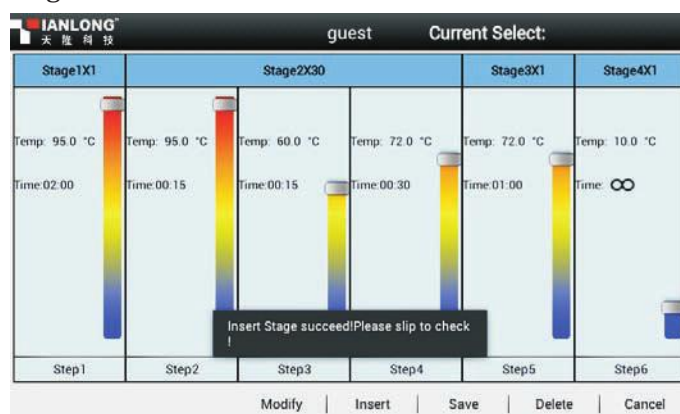 TIANLONG
天隆科技
guest Current Select:
Stage1X1 Stage2X30 Stage3X1 Stage4X1
Temp: 95.0 °C Temp: 95.0 °C Temp: 60.0 °C Temp: 72.0 °C Temp: 72.0 °C Temp: 10.0 °C
Time:02:00 Time:00:15 Time:00:15 Time:00:30 Time:01:00 Time: ∞
Insert Stage succeed!Please slip to check
!
Step1 Step2 Step3 Step4 Step5 Step6
Modify | Insert | Save | Delete | Cancel